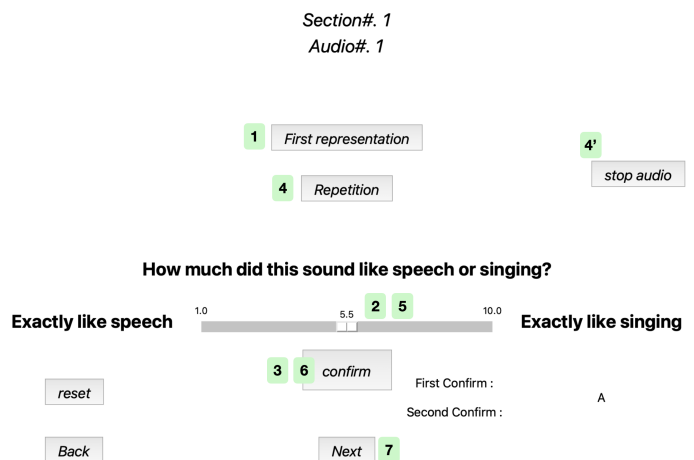 Section#. 1
Audio#. 1
1 First representation
4'
4 Repetition
stop audio
How much did this sound like speech or singing?
1.0 5.5 2 5 10.0
Exactly like speech
Exactly like singing
3 6 confirm
First Confirm :
reset
A
Second Confirm :
Back
Next 7